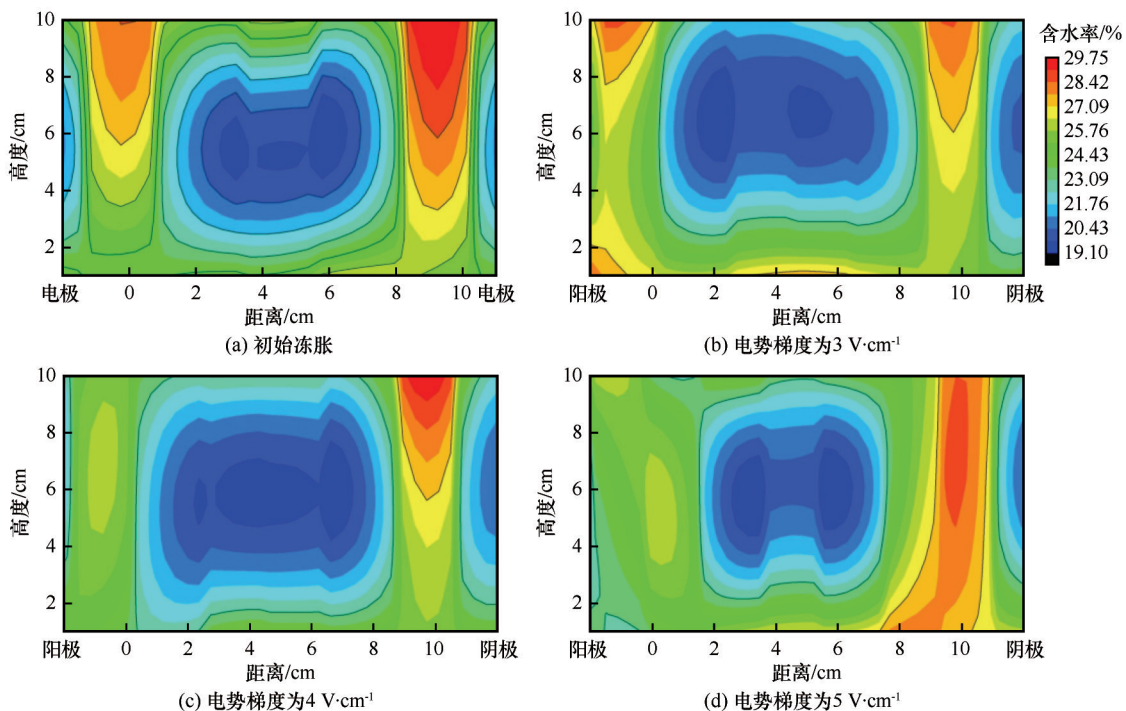 10
8
6
4
2
高度/cm
电极 0 2 4 6 8 10 电极
距离/cm
(a) 初始冻胀
10
8
6
4
2
高度/cm
阳极 0 2 4 6 8 10 阴极
距离/cm
(b) 电势梯度为3 V·cm⁻¹
含水率/%
29.75
28.42
27.09
25.76
24.43
23.09
21.76
20.43
19.10
10
8
6
4
2
高度/cm
阳极 0 2 4 6 8 10 阴极
距离/cm
(c) 电势梯度为4 V·cm⁻¹
10
8
6
4
2
高度/cm
阳极 0 2 4 6 8 10 阴极
距离/cm
(d) 电势梯度为5 V·cm⁻¹